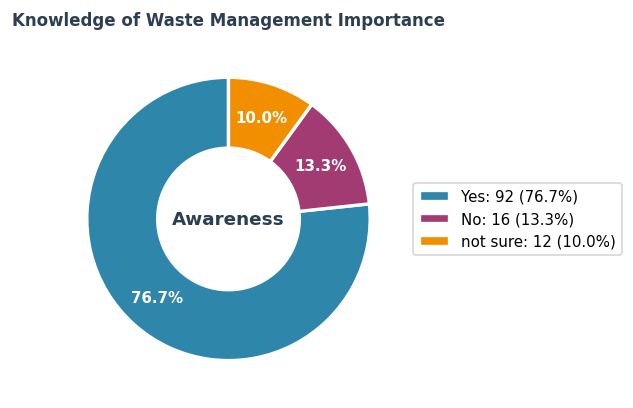 Knowledge of Waste Management Importance
10.0%
13.3%
Awareness
76.7%
Yes: 92 (76.7%)
No: 16 (13.3%)
not sure: 12 (10.0%)